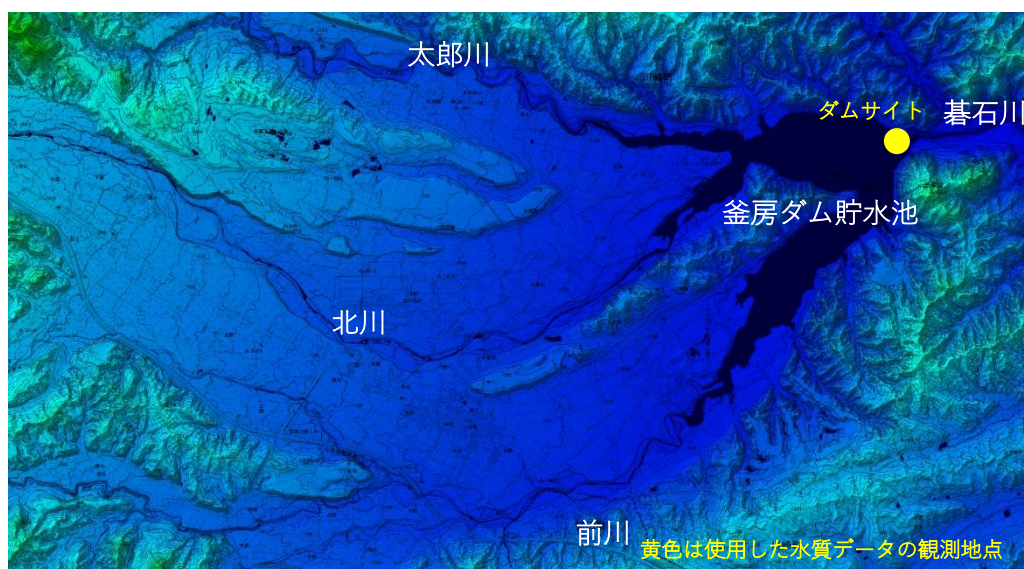 太郎川
ダムサイト
碁石川
釜房ダム貯水池
北川
前川
黄色は使用した水質データの観測地点